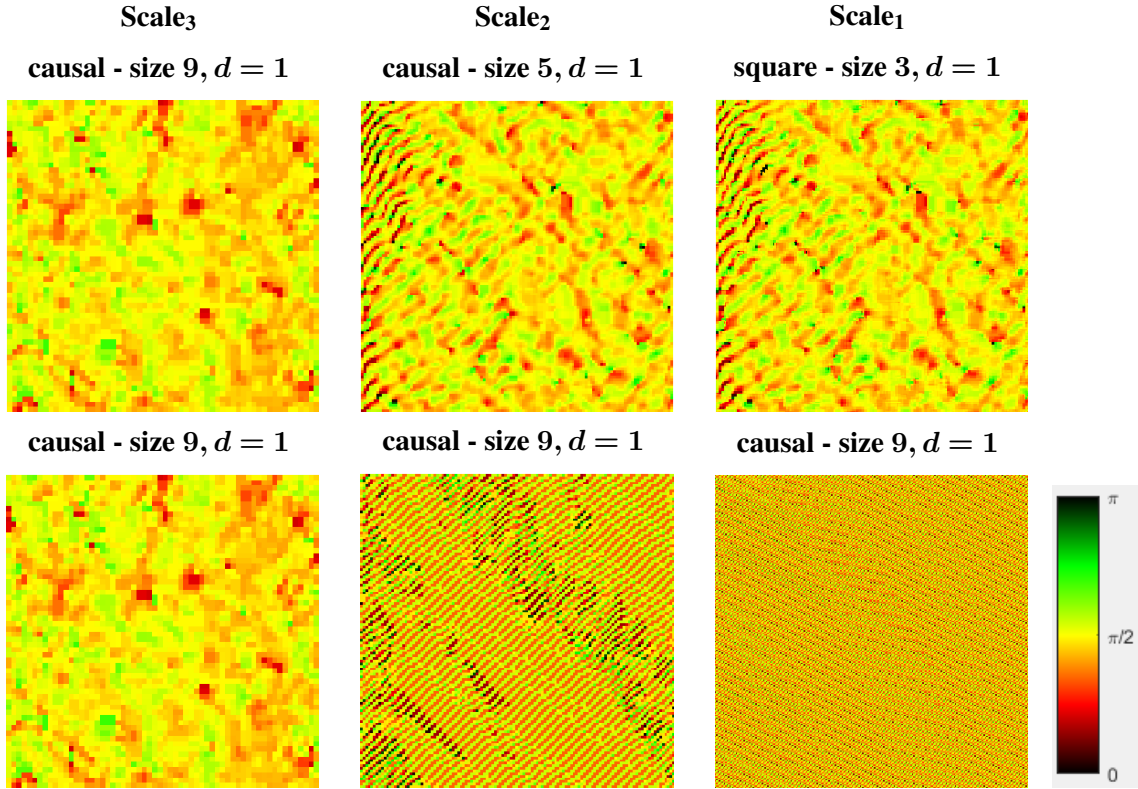 Scale₃ Scale₂ Scale₁
causal - size 9, d = 1 causal - size 5, d = 1 square - size 3, d = 1
causal - size 9, d = 1 causal - size 9, d = 1 causal - size 9, d = 1
π
π/2
0